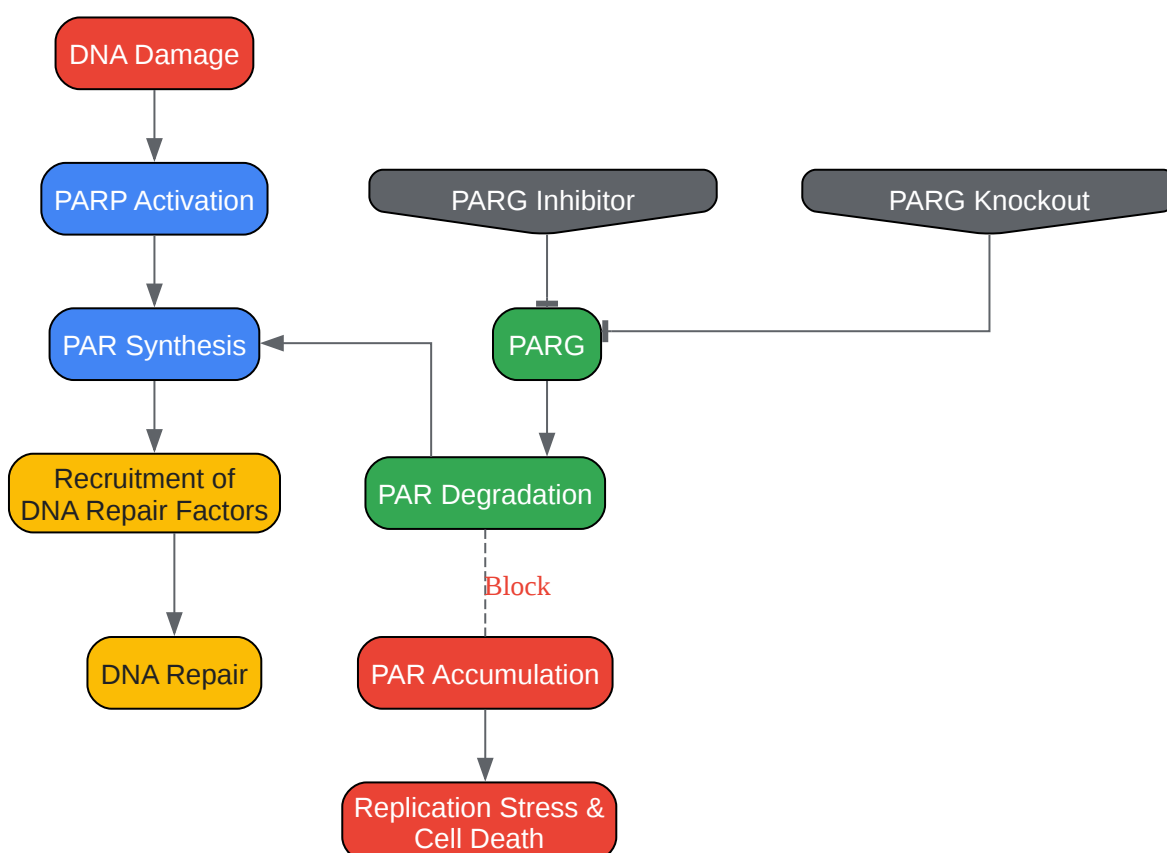 DNA Damage
PARP Activation
PARG Inhibitor
PARG Knockout
PAR Synthesis
PARG
Recruitment of
DNA Repair Factors
PAR Degradation
Block
DNA Repair
PAR Accumulation
Replication Stress &
Cell Death